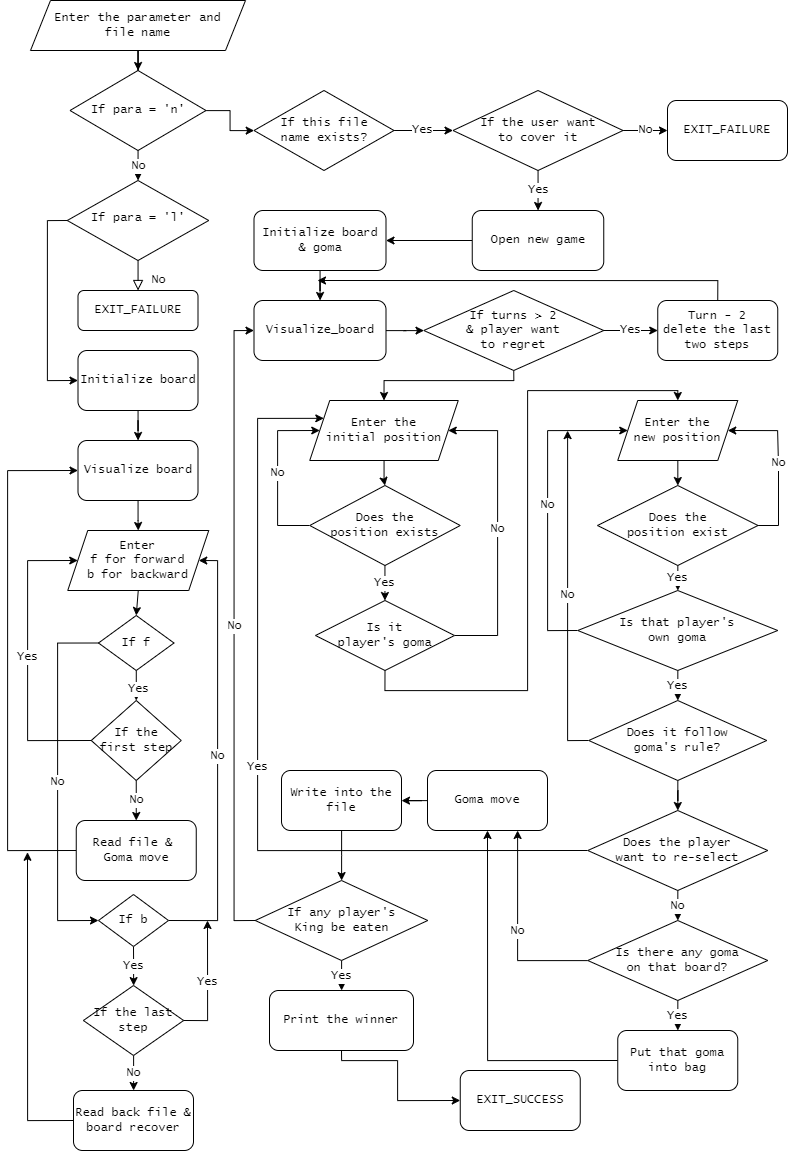 Enter the parameter and
file name
If para = 'n'
If this file
name exists?
Yes
If the user want
to cover it
No
EXIT_FAILURE
No
Yes
If para = 'l'
Initialize board
& goma
Open new game
No
EXIT_FAILURE
Visualize_board
If turns > 2
& player want
to regret
Yes
Turn - 2
delete the last
two steps
Initialize board
Enter the
initial position
Enter the
new position
Visualize board
No
No
No
No
Does the
position exists
Does the
position exist
Enter
f for forward
b for backward
Yes
Yes
No
No
Is it
player's goma
Is that player's
own goma
If f
Yes
Yes
Yes
If the
first step
Does it follow
goma's rule?
No
Yes
No
No
Write into the
file
Goma move
Read file &
Goma move
Does the player
want to re-select
No
If b
If any player's
King be eaten
No
Is there any goma
on that board?
Yes
Yes
Yes
Yes
If the last
step
Print the winner
Put that goma
into bag
No
EXIT_SUCCESS
Read back file &
board recover